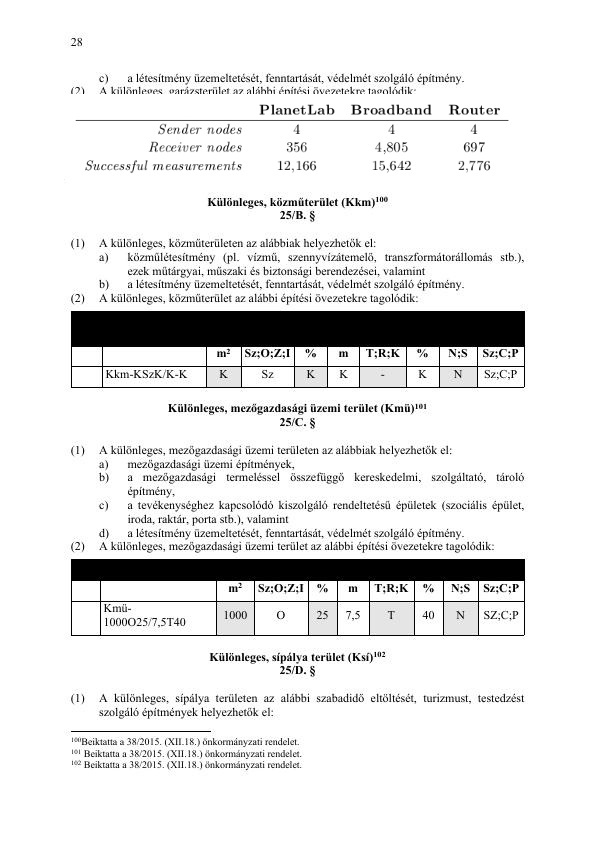 28
c) a létesítmény üzemeltetését, fenntartását, védelmét szolgáló építmény.
(2) A különleges, garázsterület az alábbi építési övezetekre tagolódik:
PlanetLab Broadband Router
Sender nodes 4 4 4
Receiver nodes 356 4,805 697
Successful measurements 12,166 15,642 2,776
Különleges, közműterület (Kkm)100
25/B. §
(1) A különleges, közműterületen az alábbiak helyezhetők el:
a) közműlétesítmény (pl. vízmű, szennyvízátemelő, transzformátorállomás stb.),
ezek műtárgyai, műszaki és biztonsági berendezései, valamint
b) a létesítmény üzemeltetését, fenntartását, védelmét szolgáló építmény.
(2) A különleges, közműterület az alábbi építési övezetekre tagolódik:
m² Sz;O;Z;I % m T;R;K % N;S Sz;C;P
Kkm-KSzK/K-K K Sz K K - K N Sz;C;P
Különleges, mezőgazdasági üzemi terület (Kmü)101
25/C. §
(1) A különleges, mezőgazdasági üzemi területen az alábbiak helyezhetők el:
a) mezőgazdasági üzemi építmények,
b) a mezőgazdasági termeléssel összefüggő kereskedelmi, szolgáltató, tároló
építmény,
c) a tevékenységhez kapcsolódó kiszolgáló rendeltetésű épületek (szociális épület,
iroda, raktár, porta stb.), valamint
d) a létesítmény üzemeltetését, fenntartását, védelmét szolgáló építmény.
(2) A különleges, mezőgazdasági üzemi terület az alábbi építési övezetekre tagolódik:
m² Sz;O;Z;I % m T;R;K % N;S Sz;C;P
Kmü-
1000O25/7,5T40 1000 O 25 7,5 T 40 N SZ;C;P
Különleges, sípálya terület (Ksí)102
25/D. §
(1) A különleges, sípálya területen az alábbi szabadidő eltöltését, turizmust, testedzést
szolgáló építmények helyezhetők el:
100Beiktatta a 38/2015. (XII.18.) önkormányzati rendelet.
101 Beiktatta a 38/2015. (XII.18.) önkormányzati rendelet.
102 Beiktatta a 38/2015. (XII.18.) önkormányzati rendelet.